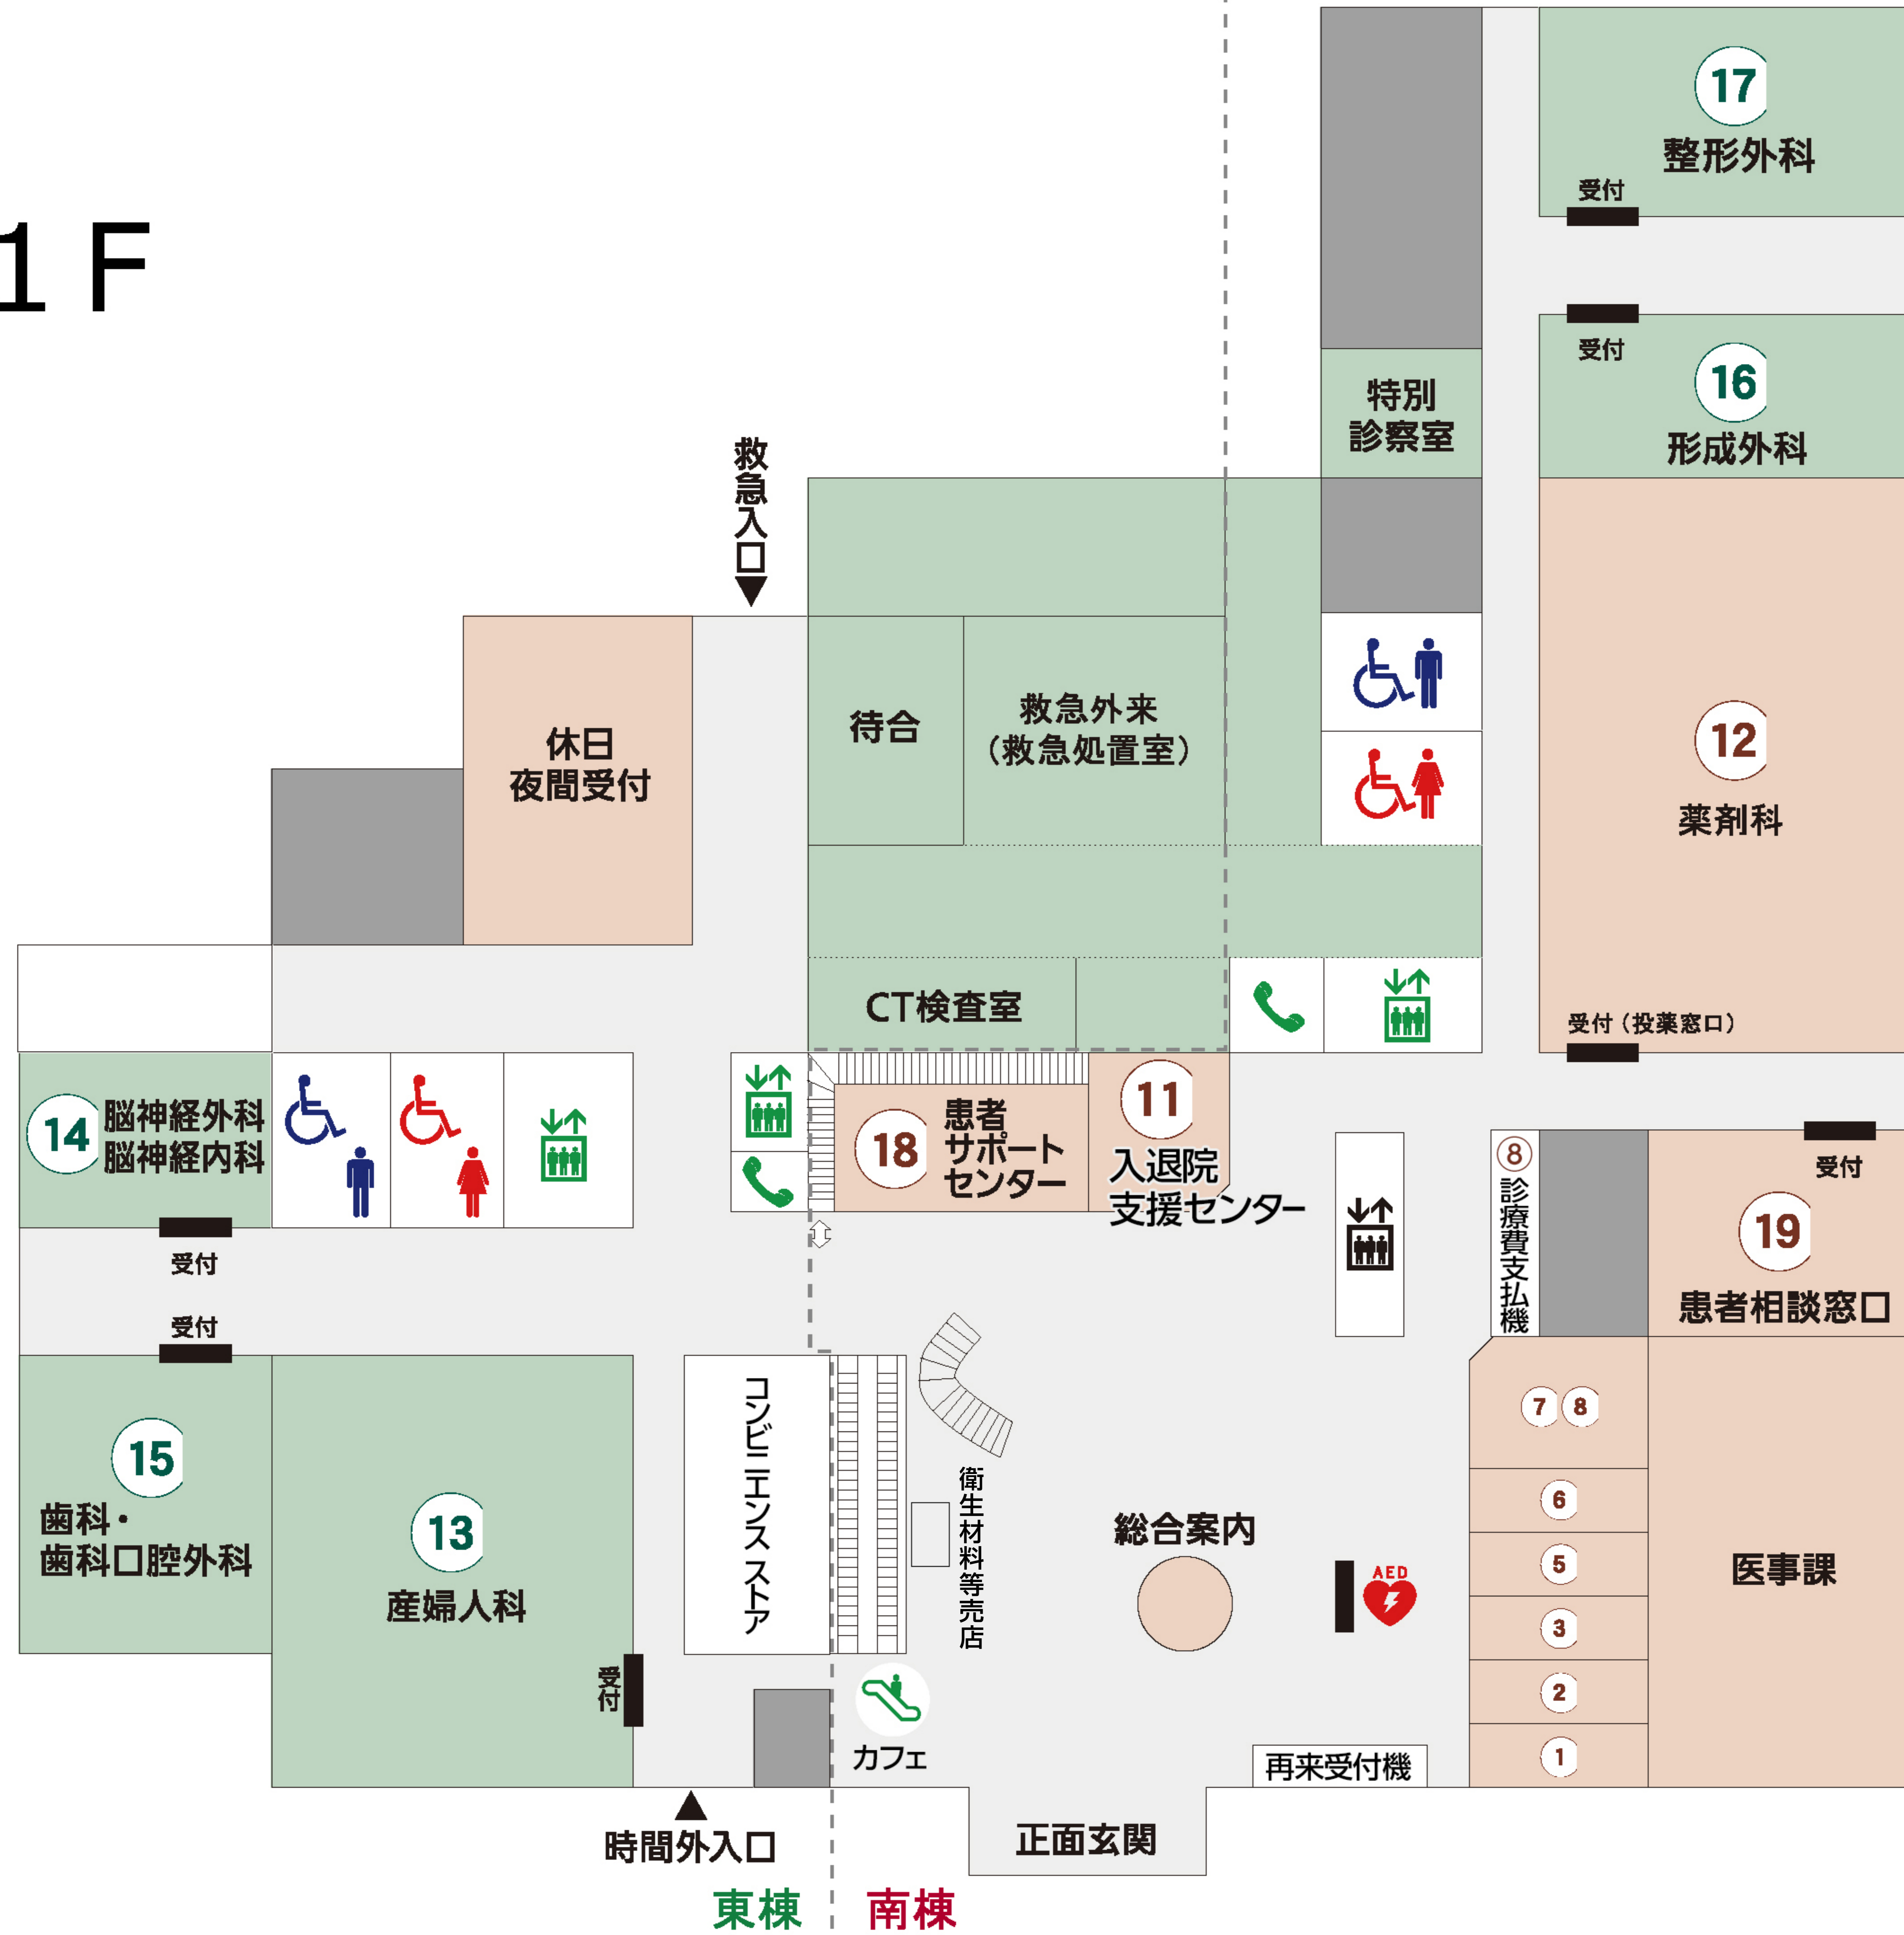 1F
17
整形外科
受付
受付
16
形成外科
特別
診察室
救急入口
休日
夜間受付
待合
救急外来
（救急処置室）
12
薬剤科
受付（投薬窓口）
CT検査室
14
脳神経外科
脳神経内科
受付
18
患者
サポート
センター
11
入退院
支援センター
⑧診療費支払機
受付
19
患者相談窓口
受付
15
歯科・
歯科口腔外科
13
産婦人科
受付
コンビニエンスストア
衛生材料等売店
総合案内
AED
7 8
6
5
3
2
1
医事課
カフェ
再来受付機
時間外入口
正面玄関
東棟
南棟